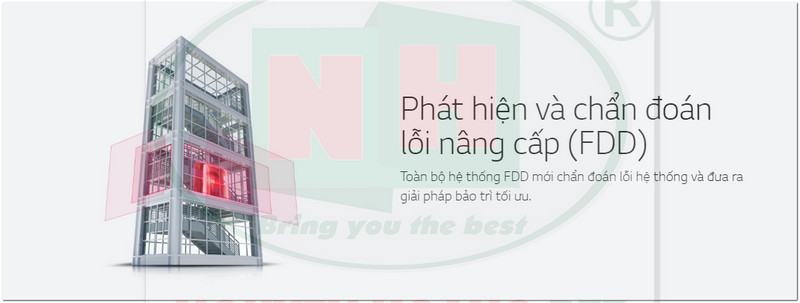 ®
NH
Phát hiện và chẩn đoán
lỗi nâng cấp (FDD)
Toàn bộ hệ thống FDD mới chẩn đoán lỗi hệ thống và đưa ra
giải pháp bảo trì tối ưu.
Bring you the best